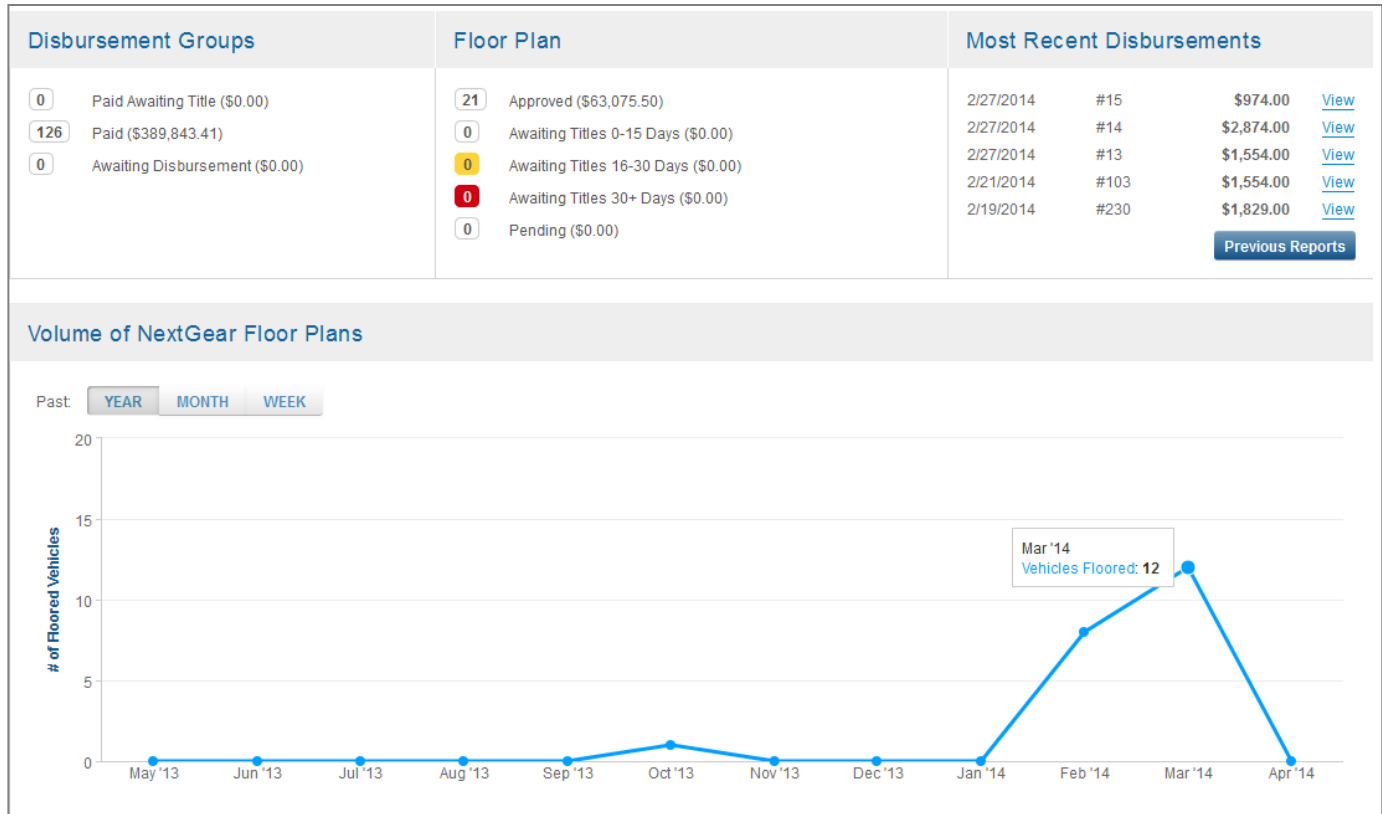 Disbursement Groups
0 Paid Awaiting Title ($0.00)
126 Paid ($389,843.41)
0 Awaiting Disbursement ($0.00)
Floor Plan
21 Approved ($63,075.50)
0 Awaiting Titles 0-15 Days ($0.00)
0 Awaiting Titles 16-30 Days ($0.00)
0 Awaiting Titles 30+ Days ($0.00)
0 Pending ($0.00)
Most Recent Disbursements
2/27/2014 #15 $974.00 View
2/27/2014 #14 $2,874.00 View
2/27/2014 #13 $1,554.00 View
2/21/2014 #103 $1,554.00 View
2/19/2014 #230 $1,829.00 View
Previous Reports
Volume of NextGear Floor Plans
Past: YEAR MONTH WEEK
# of Floored Vehicles
20
15
10
5
0
Mar '14
Vehicles Floored: 12
May '13 Jun '13 Jul '13 Aug '13 Sep '13 Oct '13 Nov '13 Dec '13 Jan '14 Feb '14 Mar '14 Apr '14